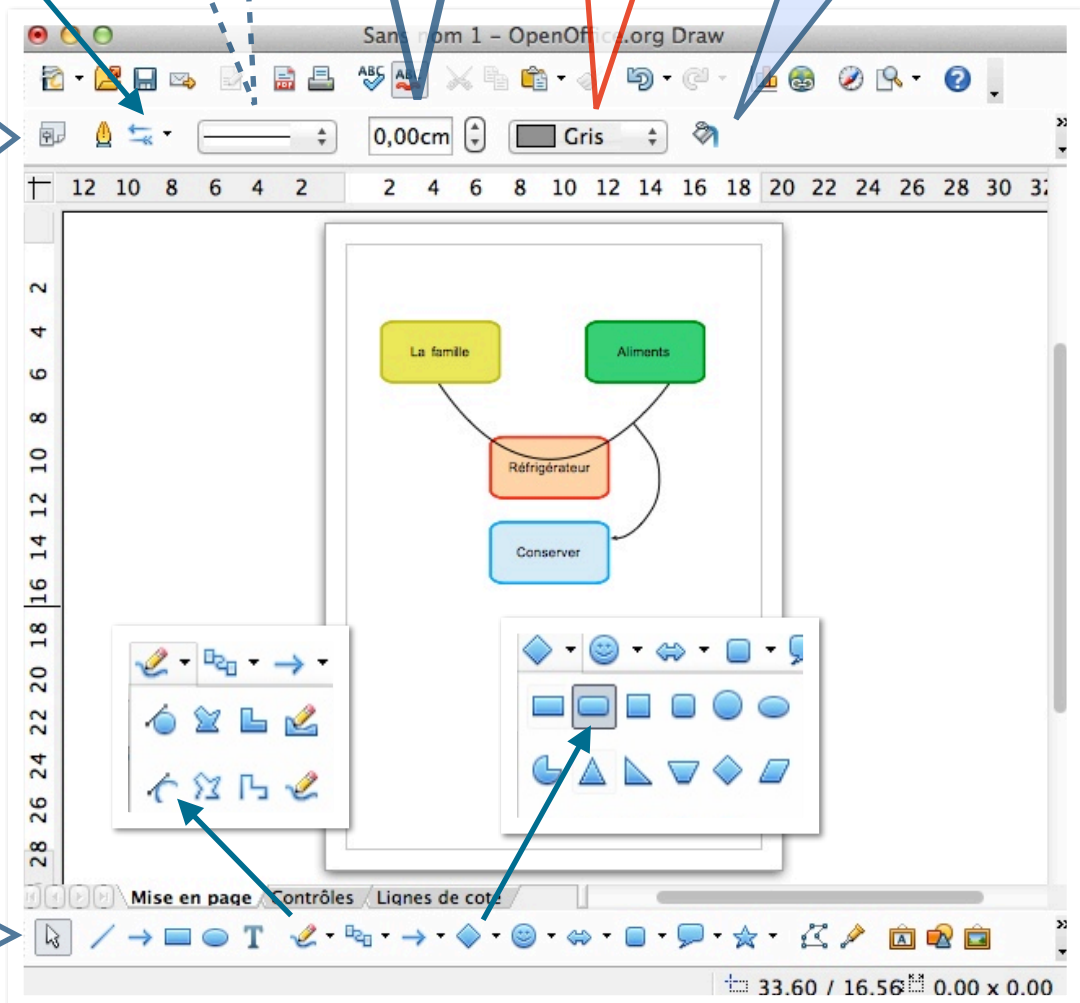 Sans nom 1 – OpenOffice.org Draw
ABC ABC
0,00cm Gris
12 10 8 6 4 2 2 4 6 8 10 12 14 16 18 20 22 24 26 28 30
2
4
6
8
10
12
14
16
18
20
22
24
26
28
La famille Aliments
Réfrigérateur
Conserver
Mise en page Contrôles Lignes de cote
T
A
33,60 / 16,56 0,00 x 0,00